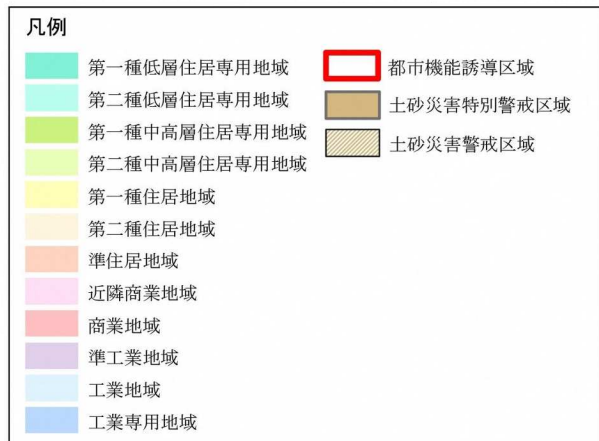 凡例
第一種低層住居専用地域
第二種低層住居専用地域
第一種中高層住居専用地域
第二種中高層住居専用地域
第一種住居地域
第二種住居地域
準住居地域
近隣商業地域
商業地域
準工業地域
工業地域
工業専用地域
都市機能誘導区域
土砂災害特別警戒区域
土砂災害警戒区域